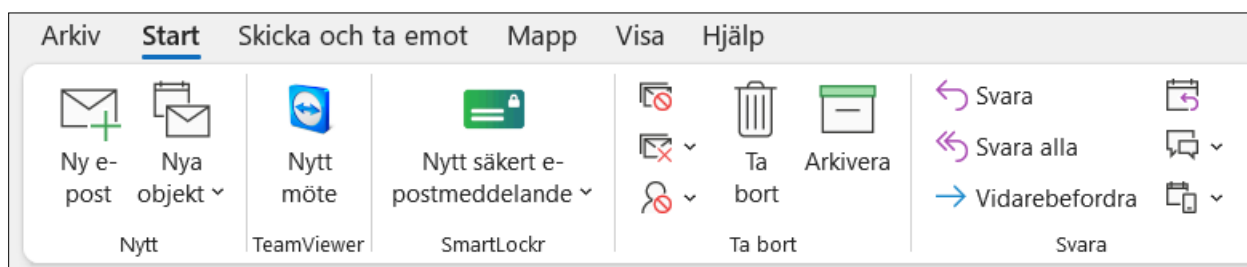 Arkiv Start Skicka och ta emot Mapp Visa Hjälp
Ny e-
post
Nya
objekt
Nytt
Nytt
möte
TeamViewer
Nytt säkert e-
postmeddelande
SmartLockr
Ta
bort
Arkivera
Ta bort
Svara
Svara alla
Vidarebefordra
Svara